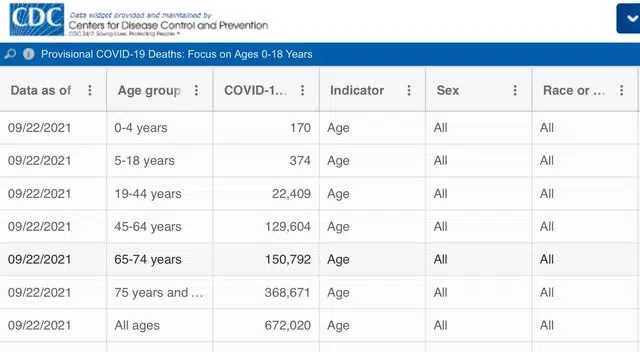 CDC
Data widget provided and maintained by
Centers for Disease Control and Prevention
CDC 24/7. Saving Lives. Protecting People.™
Provisional COVID-19 Deaths: Focus on Ages 0-18 Years
Data as of Age group COVID-1... Indicator Sex Race or ...
09/22/2021 0-4 years 170 Age All All
09/22/2021 5-18 years 374 Age All All
09/22/2021 19-44 years 22,409 Age All All
09/22/2021 45-64 years 129,604 Age All All
09/22/2021 65-74 years 150,792 Age All All
09/22/2021 75 years and ... 368,671 Age All All
09/22/2021 All ages 672,020 Age All All